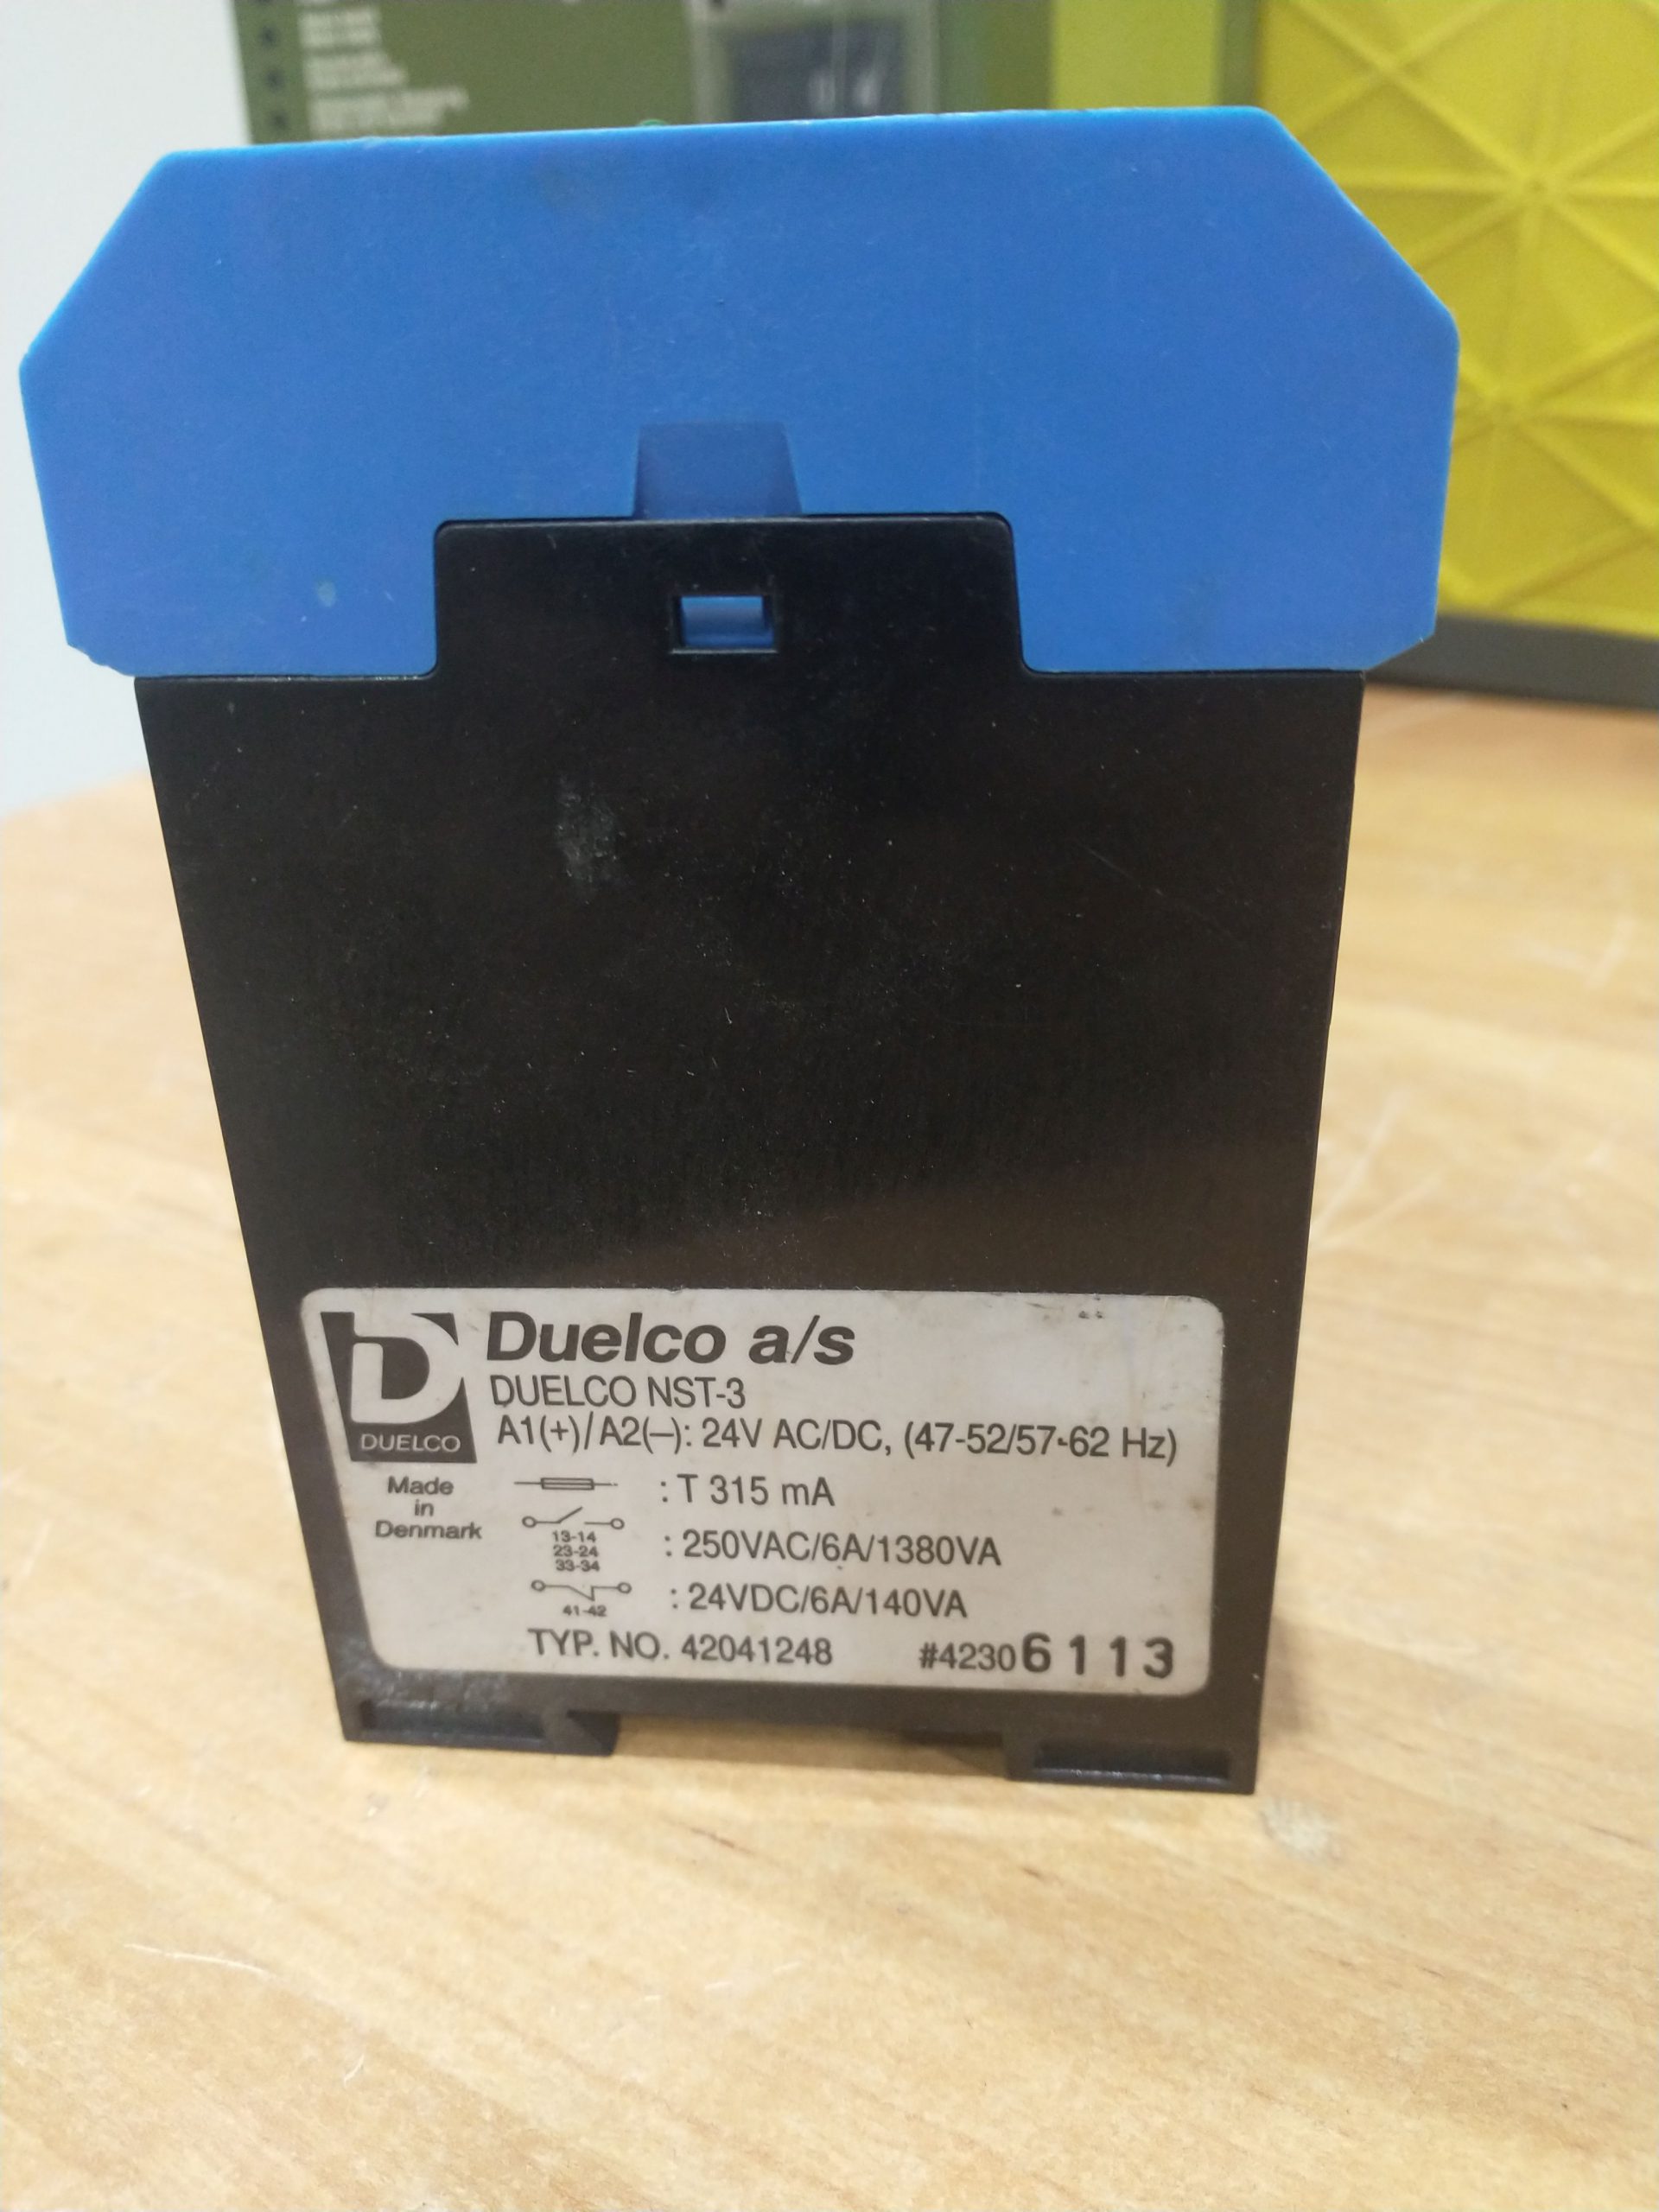 Duelco a/s
DUELCO NST-3
A1(+)/A2(–): 24V AC/DC, (47-52/57-62 Hz)
DUELCO
Made
in
Denmark
: T 315 mA
13-14
23-24
33-34
: 250VAC/6A/1380VA
41-42
: 24VDC/6A/140VA
TYP. NO. 42041248 #42306113